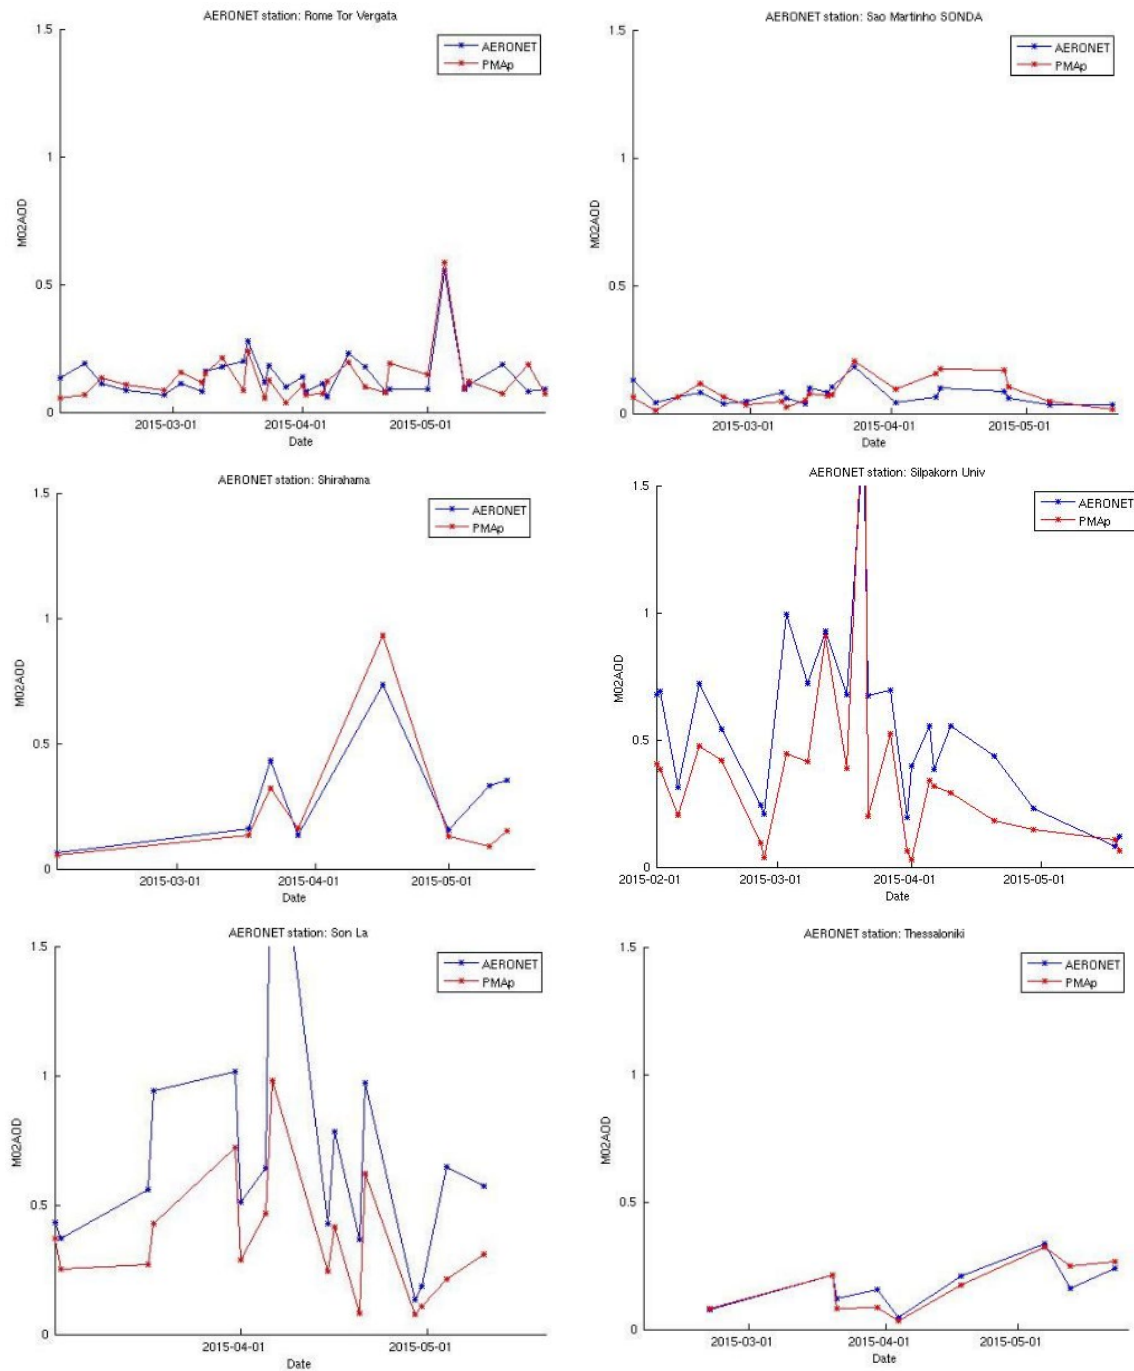 AERONET station: Rome Tor Vergata
1.5
AERONET
PMAp
1
M02AOD
0.5
0
2015-03-01 2015-04-01 2015-05-01
Date
AERONET station: Sao Martinho SONDA
1.5
AERONET
PMAp
1
M02AOD
0.5
0
2015-03-01 2015-04-01 2015-05-01
Date
AERONET station: Shirahama
1.5
AERONET
PMAp
1
M02AOD
0.5
0
2015-03-01 2015-04-01 2015-05-01
Date
AERONET station: Silpakorn Univ
1.5
AERONET
PMAp
1
M02AOD
0.5
0
2015-02-01 2015-03-01 2015-04-01 2015-05-01
Date
AERONET station: Son La
1.5
AERONET
PMAp
1
M02AOD
0.5
0
2015-04-01 2015-05-01
Date
AERONET station: Thessaloniki
1.5
AERONET
PMAp
1
M02AOD
0.5
0
2015-03-01 2015-04-01 2015-05-01
Date